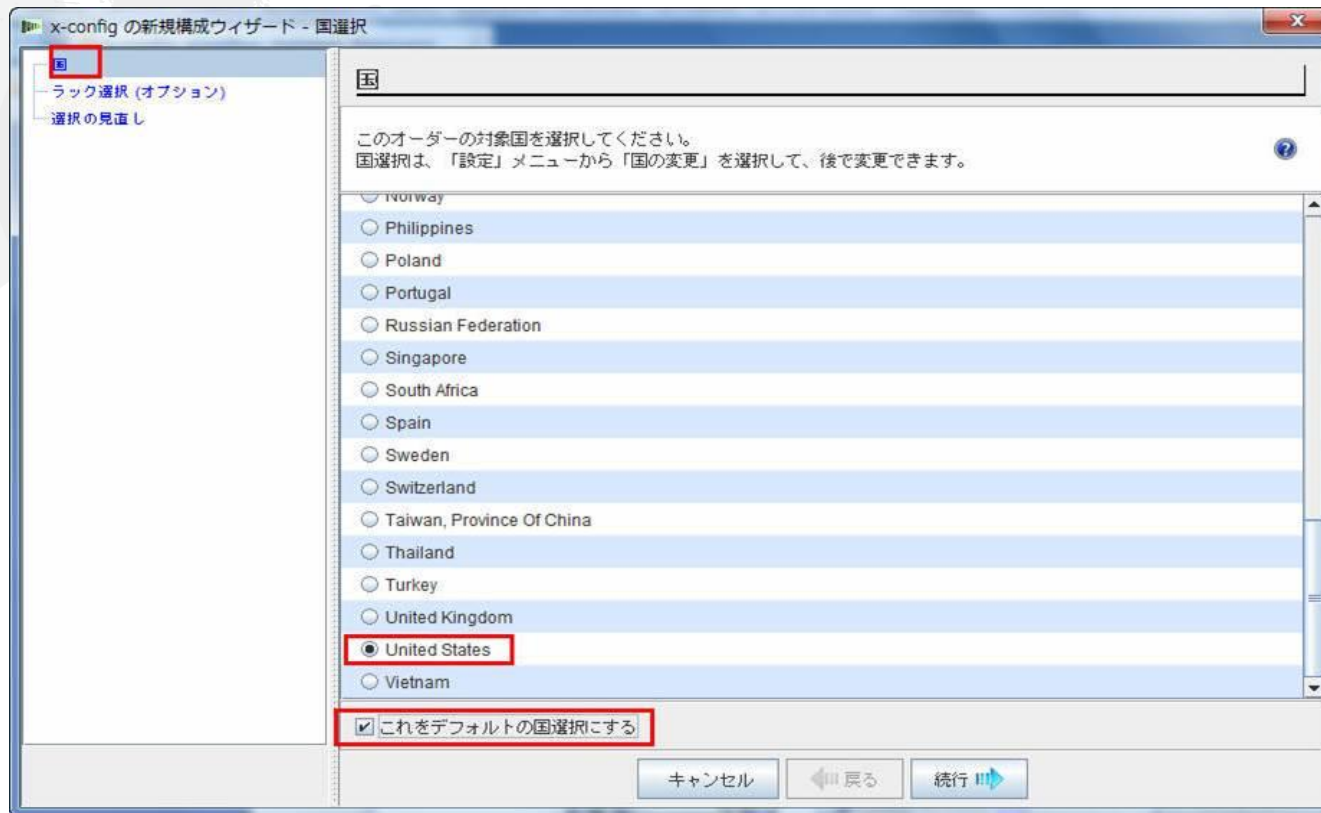 x-config の新規構成ウィザード - 国選択
国
ラック選択 (オプション)
選択の見直し
国
このオーダーの対象国を選択してください。
国選択は、「設定」メニューから「国の変更」を選択して、後で変更できます。
Norway
Philippines
Poland
Portugal
Russian Federation
Singapore
South Africa
Spain
Sweden
Switzerland
Taiwan, Province Of China
Thailand
Turkey
United Kingdom
United States
Vietnam
これをデフォルトの国選択にする
キャンセル
戻る
続行